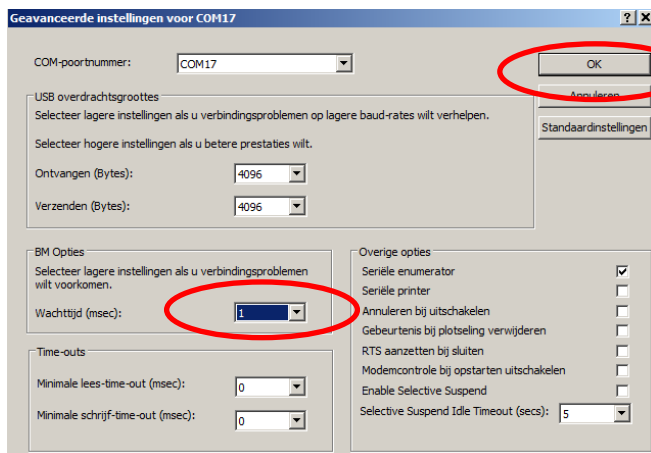 Geavanceerde instellingen voor COM17
COM-poortnummer: COM17
OK
Annuleren
Standaardinstellingen
USB overdrachtsgroottes
Selecteer lagere instellingen als u verbindingsproblemen op lagere baud-rates wilt verhelpen.
Selecteer hogere instellingen als u betere prestaties wilt.
Ontvangen (Bytes): 4096
Verzenden (Bytes): 4096
BM Opties
Selecteer lagere instellingen als u verbindingsproblemen
wilt voorkomen.
Wachttijd (msec): 1
Time-outs
Minimale lees-time-out (msec): 0
Minimale schrijf-time-out (msec): 0
Overige opties
Seriële enumerator
Seriële printer
Annuleren bij uitschakelen
Gebeurtenis bij plotseling verwijderen
RTS aanzetten bij sluiten
Modemcontrole bij opstarten uitschakelen
Enable Selective Suspend
Selective Suspend Idle Timeout (secs): 5